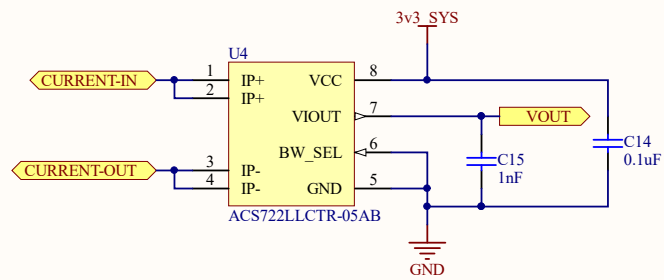 3v3_SYS
U4
CURRENT-IN
1 IP+ VCC 8
2 IP+
VIOUT 7 VOUT
BW_SEL 6
C14
0.1uF
C15
1nF
CURRENT-OUT
3 IP-
4 IP- GND 5
ACS722LLCTR-05AB
GND